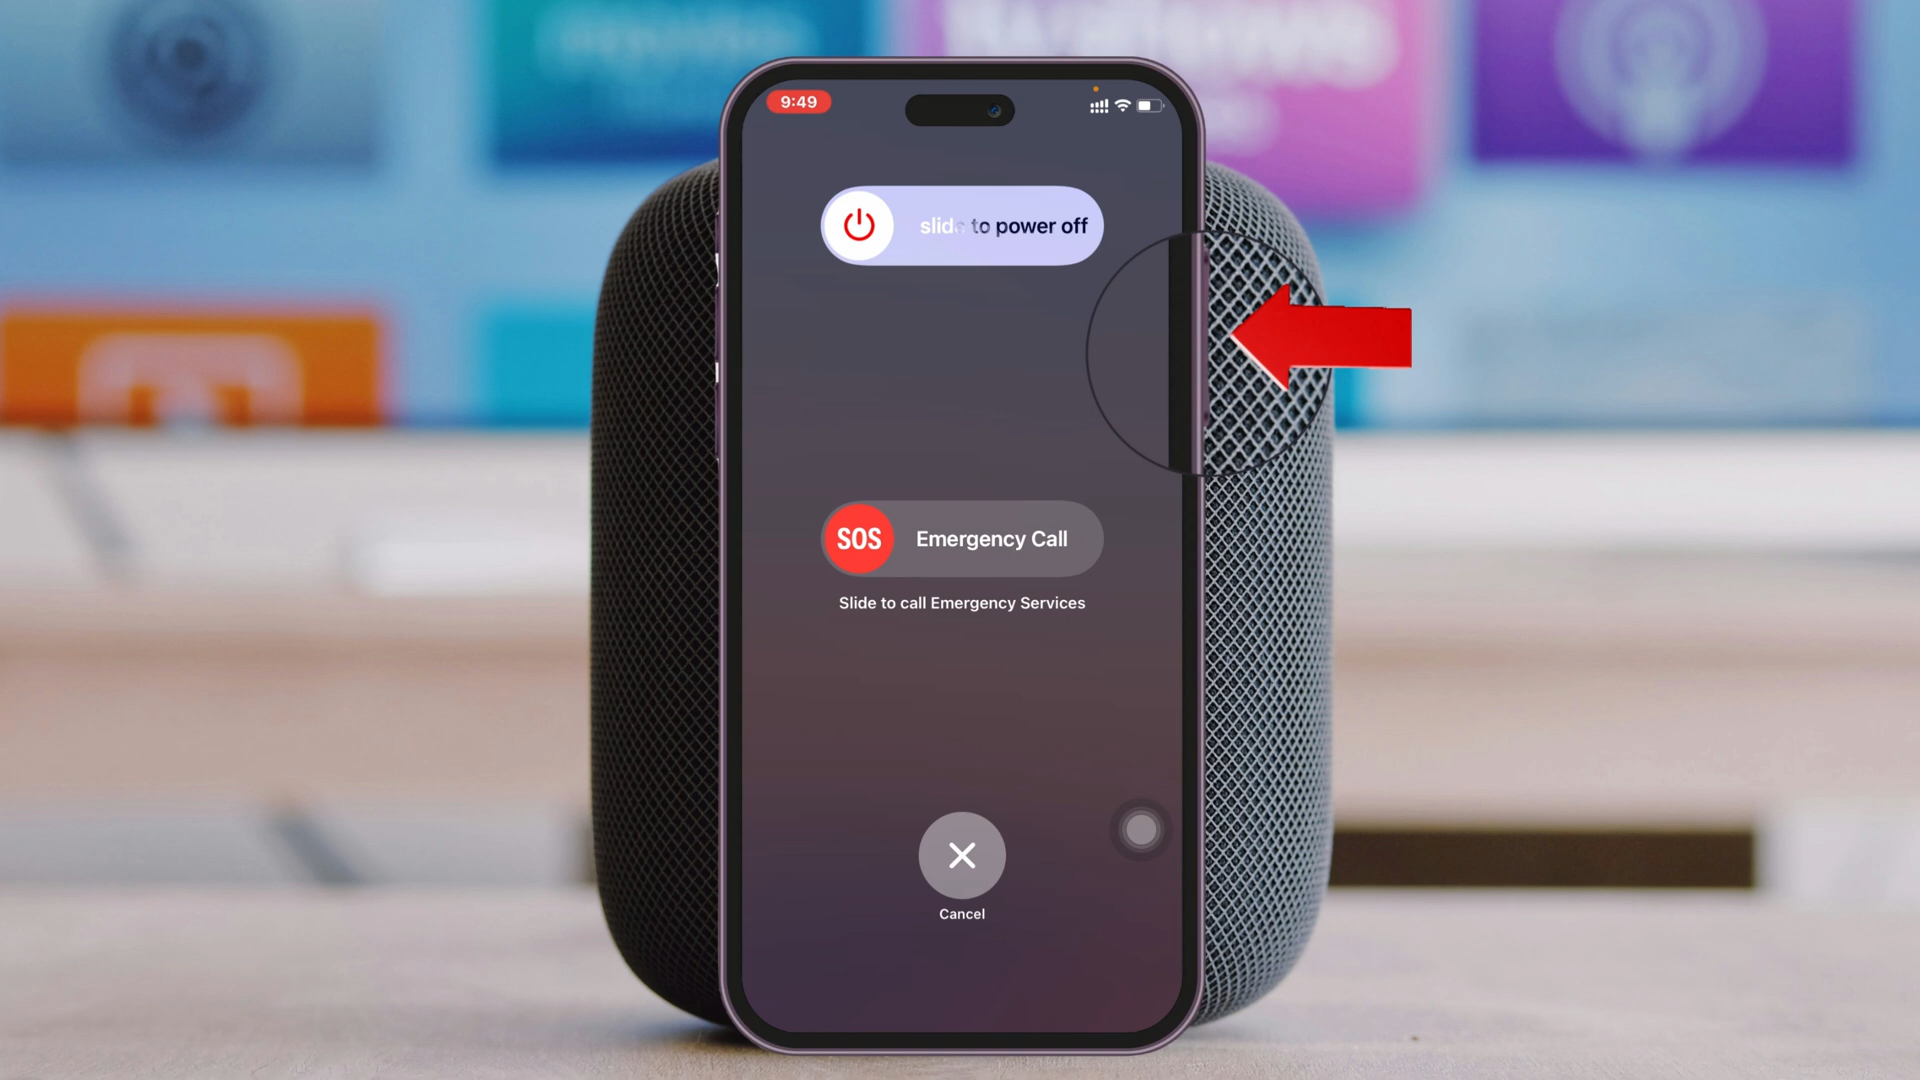 9:49
slide to power off
SOS Emergency Call
Slide to call Emergency Services
Cancel